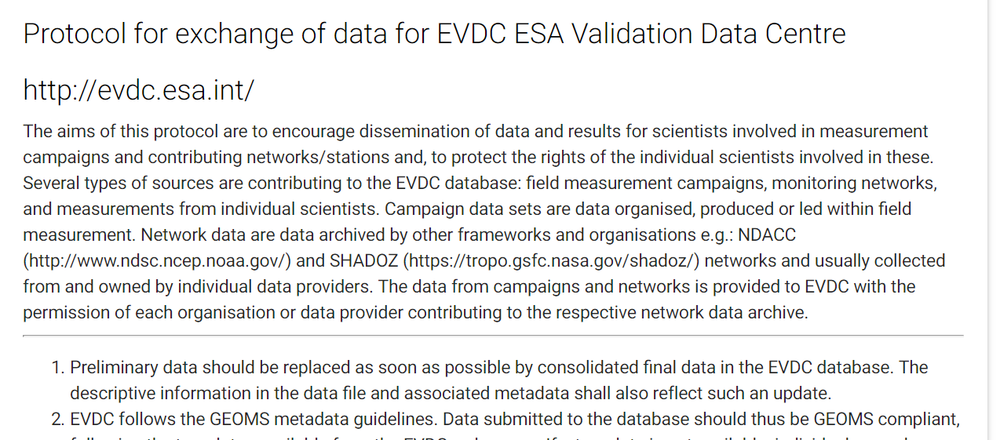 Protocol for exchange of data for EVDC ESA Validation Data Centre
http://evdc.esa.int/
The aims of this protocol are to encourage dissemination of data and results for scientists involved in measurement
campaigns and contributing networks/stations and, to protect the rights of the individual scientists involved in these.
Several types of sources are contributing to the EVDC database: field measurement campaigns, monitoring networks,
and measurements from individual scientists. Campaign data sets are data organised, produced or led within field
measurement. Network data are data archived by other frameworks and organisations e.g.: NDACC
(http://www.ndsc.ncep.noaa.gov/) and SHADOZ (https://tropo.gsfc.nasa.gov/shadoz/) networks and usually collected
from and owned by individual data providers. The data from campaigns and networks is provided to EVDC with the
permission of each organisation or data provider contributing to the respective network data archive.
1. Preliminary data should be replaced as soon as possible by consolidated final data in the EVDC database. The
descriptive information in the data file and associated metadata shall also reflect such an update.
2. EVDC follows the GEOMS metadata guidelines. Data submitted to the database should thus be GEOMS compliant,